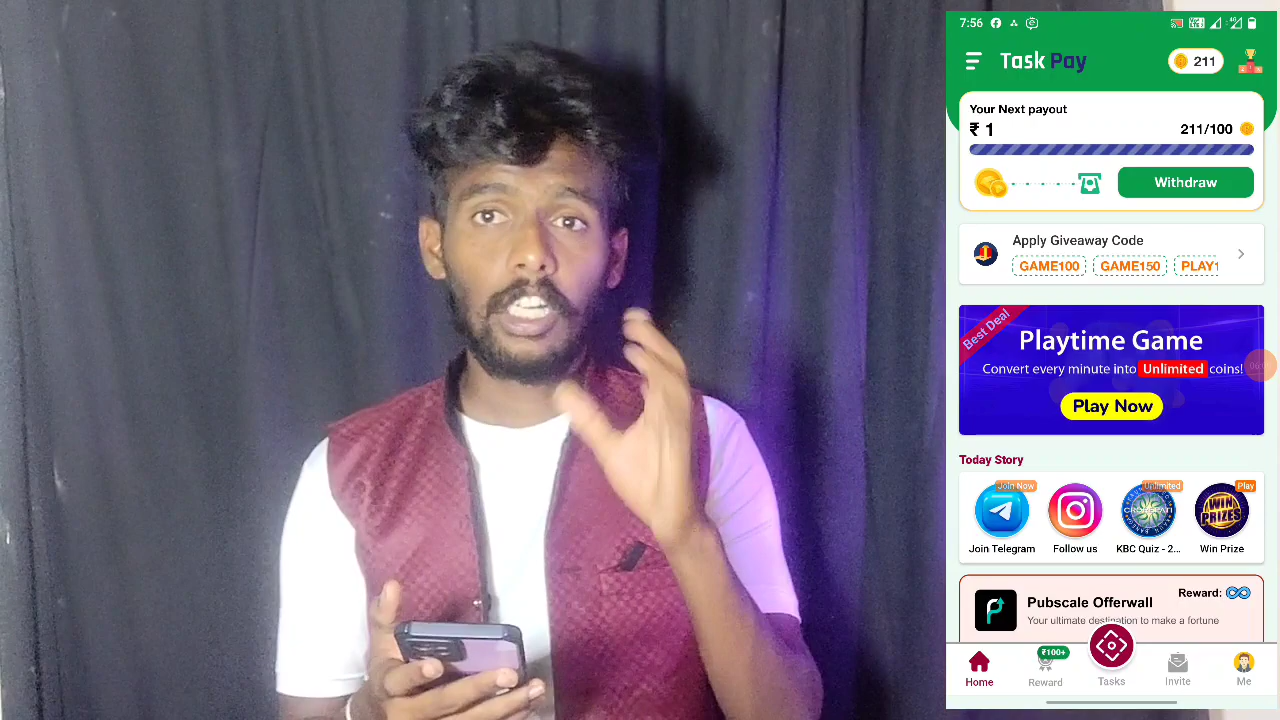 7:56
Task Pay
211
Your Next payout
₹ 1
211/100
Withdraw
Apply Giveaway Code
GAME100 GAME150 PLAY1
Best Deal
Playtime Game
Convert every minute into Unlimited coins!
Play Now
Today Story
Join Now
Unlimited
Play
WIN PRIZES
Join Telegram
Follow us
KBC Quiz - 2...
Win Prize
Pubscale Offerwall
Reward:
Your ultimate destination to make a fortune
₹100+
Home
Reward
Tasks
Invite
Me